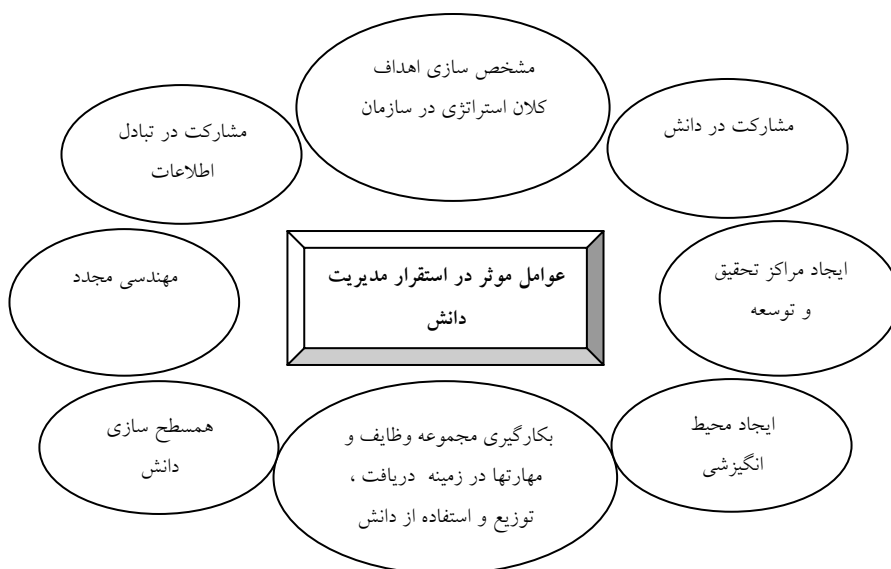 مشخص سازی اهداف
کلان استراتژی در سازمان
مشارکت در دانش
مشارکت در تبادل
اطلاعات
ایجاد مراکز تحقیق
و توسعه
عوامل موثر در استقرار مدیریت
دانش
مهندسی مجدد
ایجاد محیط
انگیزشی
بکارگیری مجموعه وظایف و
مهارتها در زمینه دریافت ،
توزیع و استفاده از دانش
همسطح سازی
دانش